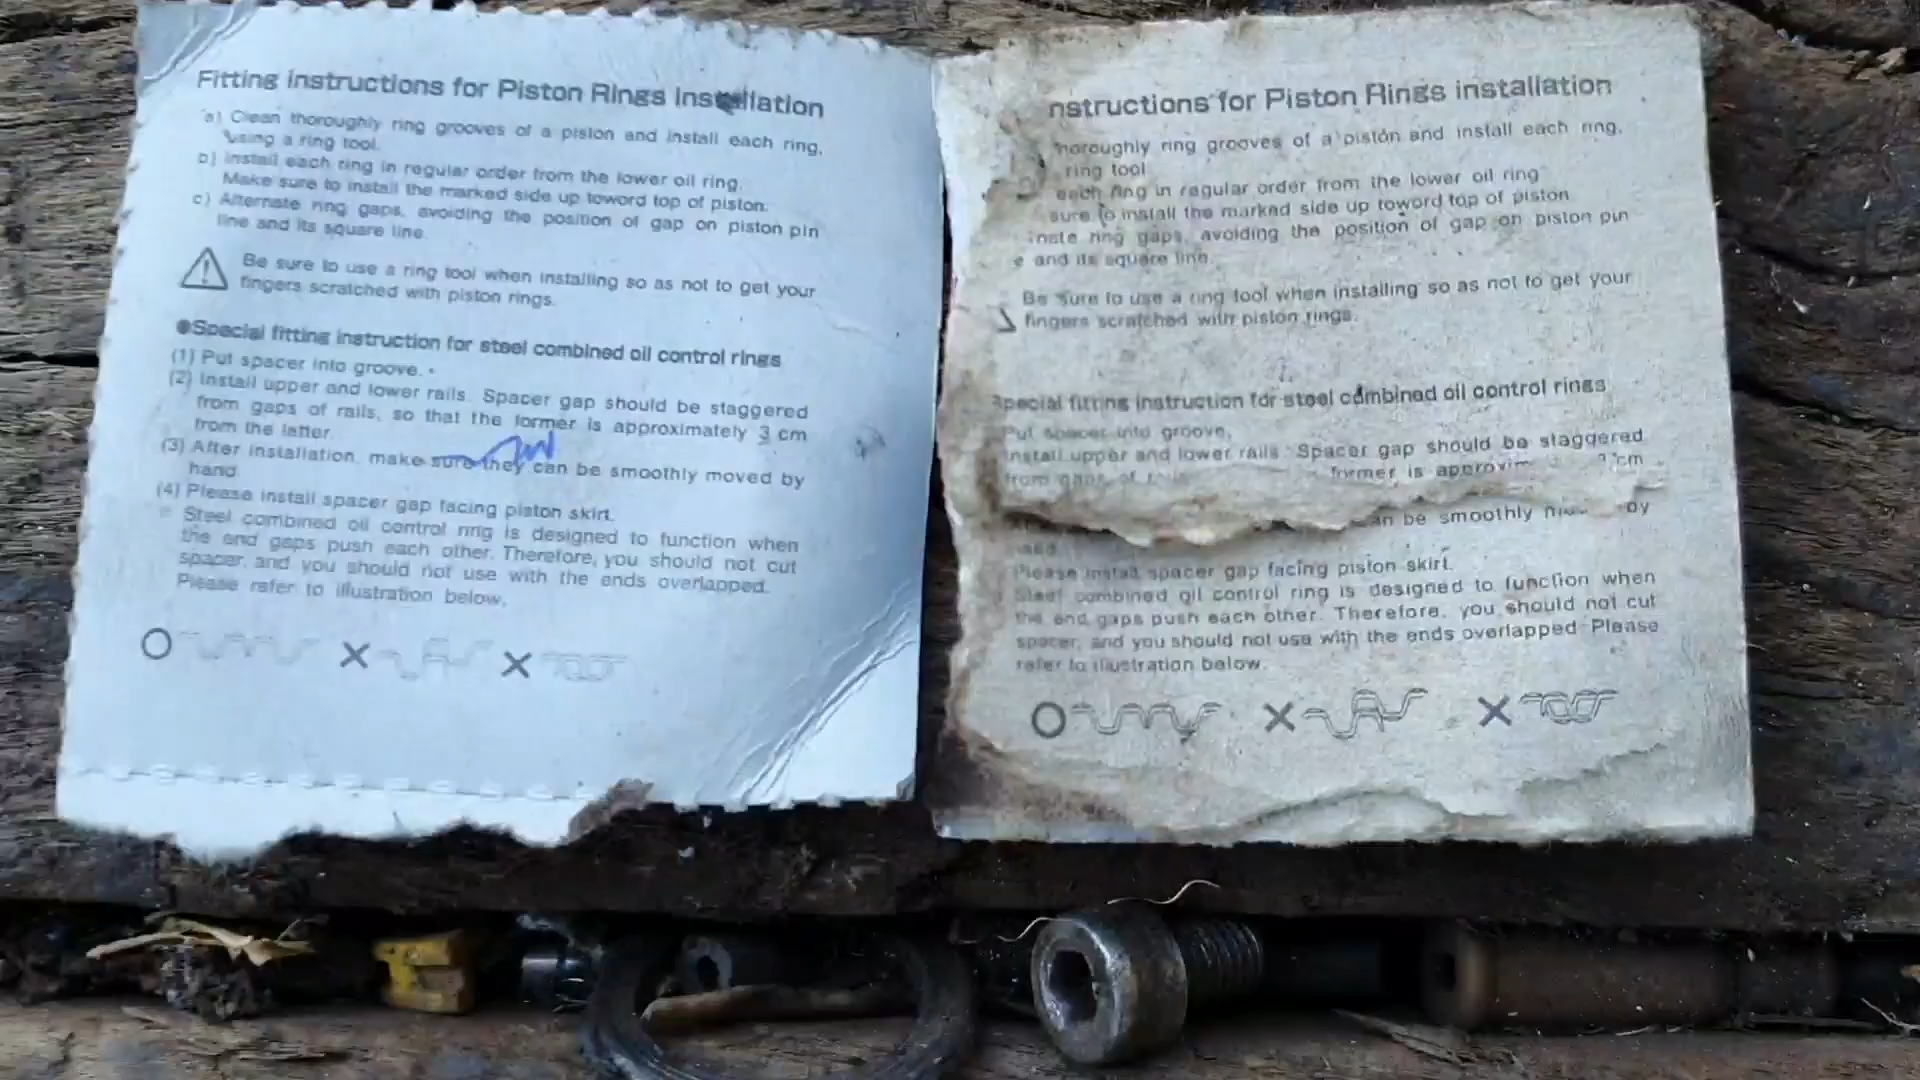 Fitting instructions for Piston Rings installation
a) Clean thoroughly ring grooves of a piston and install each ring,
using a ring tool.
b) Install each ring in regular order from the lower oil ring.
Make sure to install the marked side up toword top of piston.
c) Alternate ring gaps, avoiding the position of gap on piston pin
line and its square line.
Be sure to use a ring tool when installing so as not to get your
fingers scratched with piston rings.
●Special fitting instruction for steel combined oil control rings
(1) Put spacer into groove.
(2) Install upper and lower rails. Spacer gap should be staggered
from gaps of rails, so that the former is approximately 3 cm
from the latter.
(3) After installation, make sure they can be smoothly moved by
hand.
(4) Please install spacer gap facing piston skirt.
Steel combined oil control ring is designed to function when
the end gaps push each other. Therefore, you should not cut
spacer, and you should not use with the ends overlapped.
Please refer to illustration below.
nstructions for Piston Rings installation
horoughly ring grooves of a piston and install each ring,
ring tool
each ring in regular order from the lower oil ring
sure to install the marked side up toword top of piston
nate ring gaps, avoiding the position of gap on piston pin
e and its square line.
Be sure to use a ring tool when installing so as not to get your
fingers scratched with piston rings.
Special fitting instruction for steel combined oil control rings
Put spacer into groove.
Install upper and lower rails. Spacer gap should be staggered
from gaps of former is cm
an be smoothly by
Please install spacer gap facing piston skirt.
Steel combined oil control ring is designed to function when
the end gaps push each other. Therefore, you should not cut
spacer, and you should not use with the ends overlapped Please
refer to illustration below.